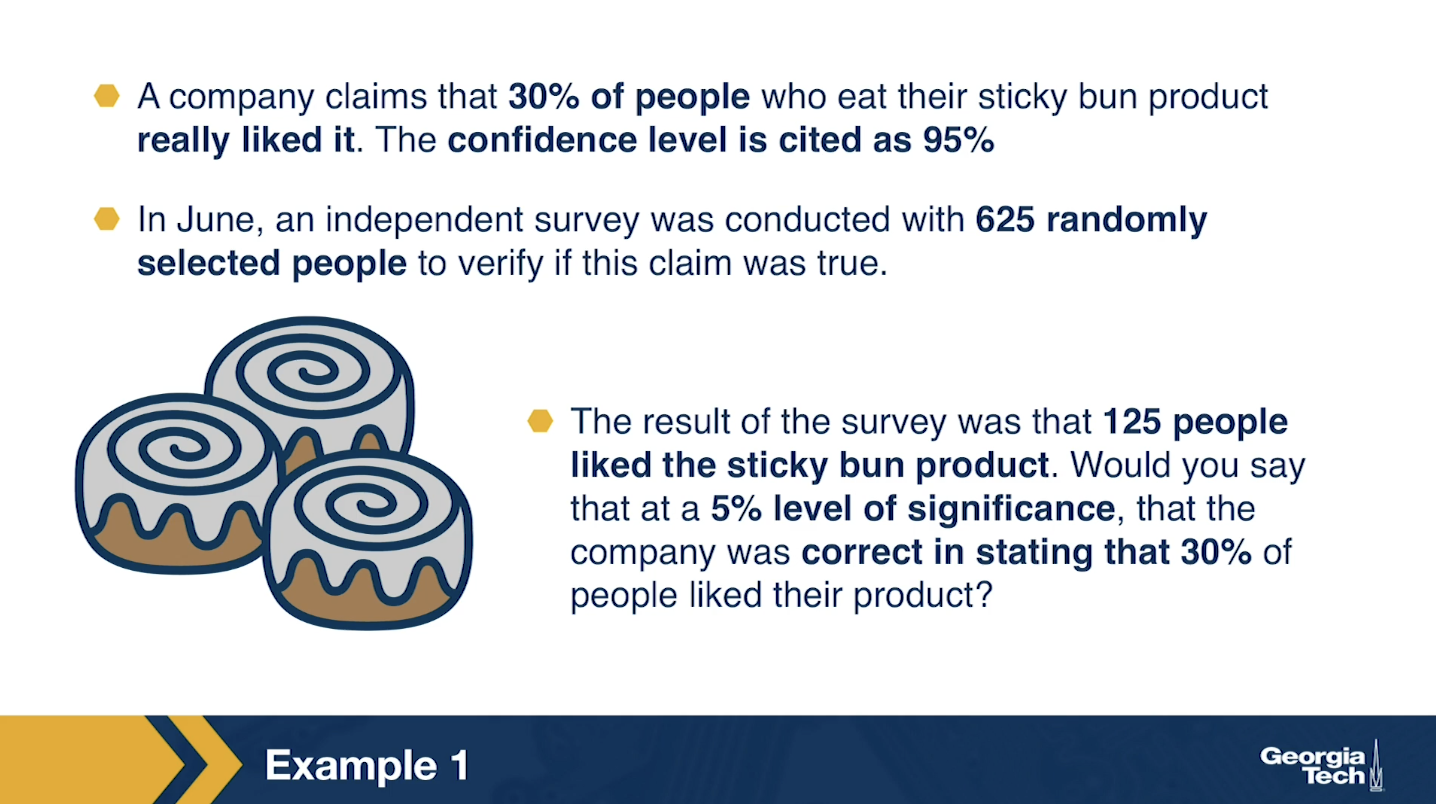 A company claims that 30% of people who eat their sticky bun product
really liked it. The confidence level is cited as 95%
In June, an independent survey was conducted with 625 randomly
selected people to verify if this claim was true.
The result of the survey was that 125 people
liked the sticky bun product. Would you say
that at a 5% level of significance, that the
company was correct in stating that 30% of
people liked their product?
Example 1
Georgia
Tech